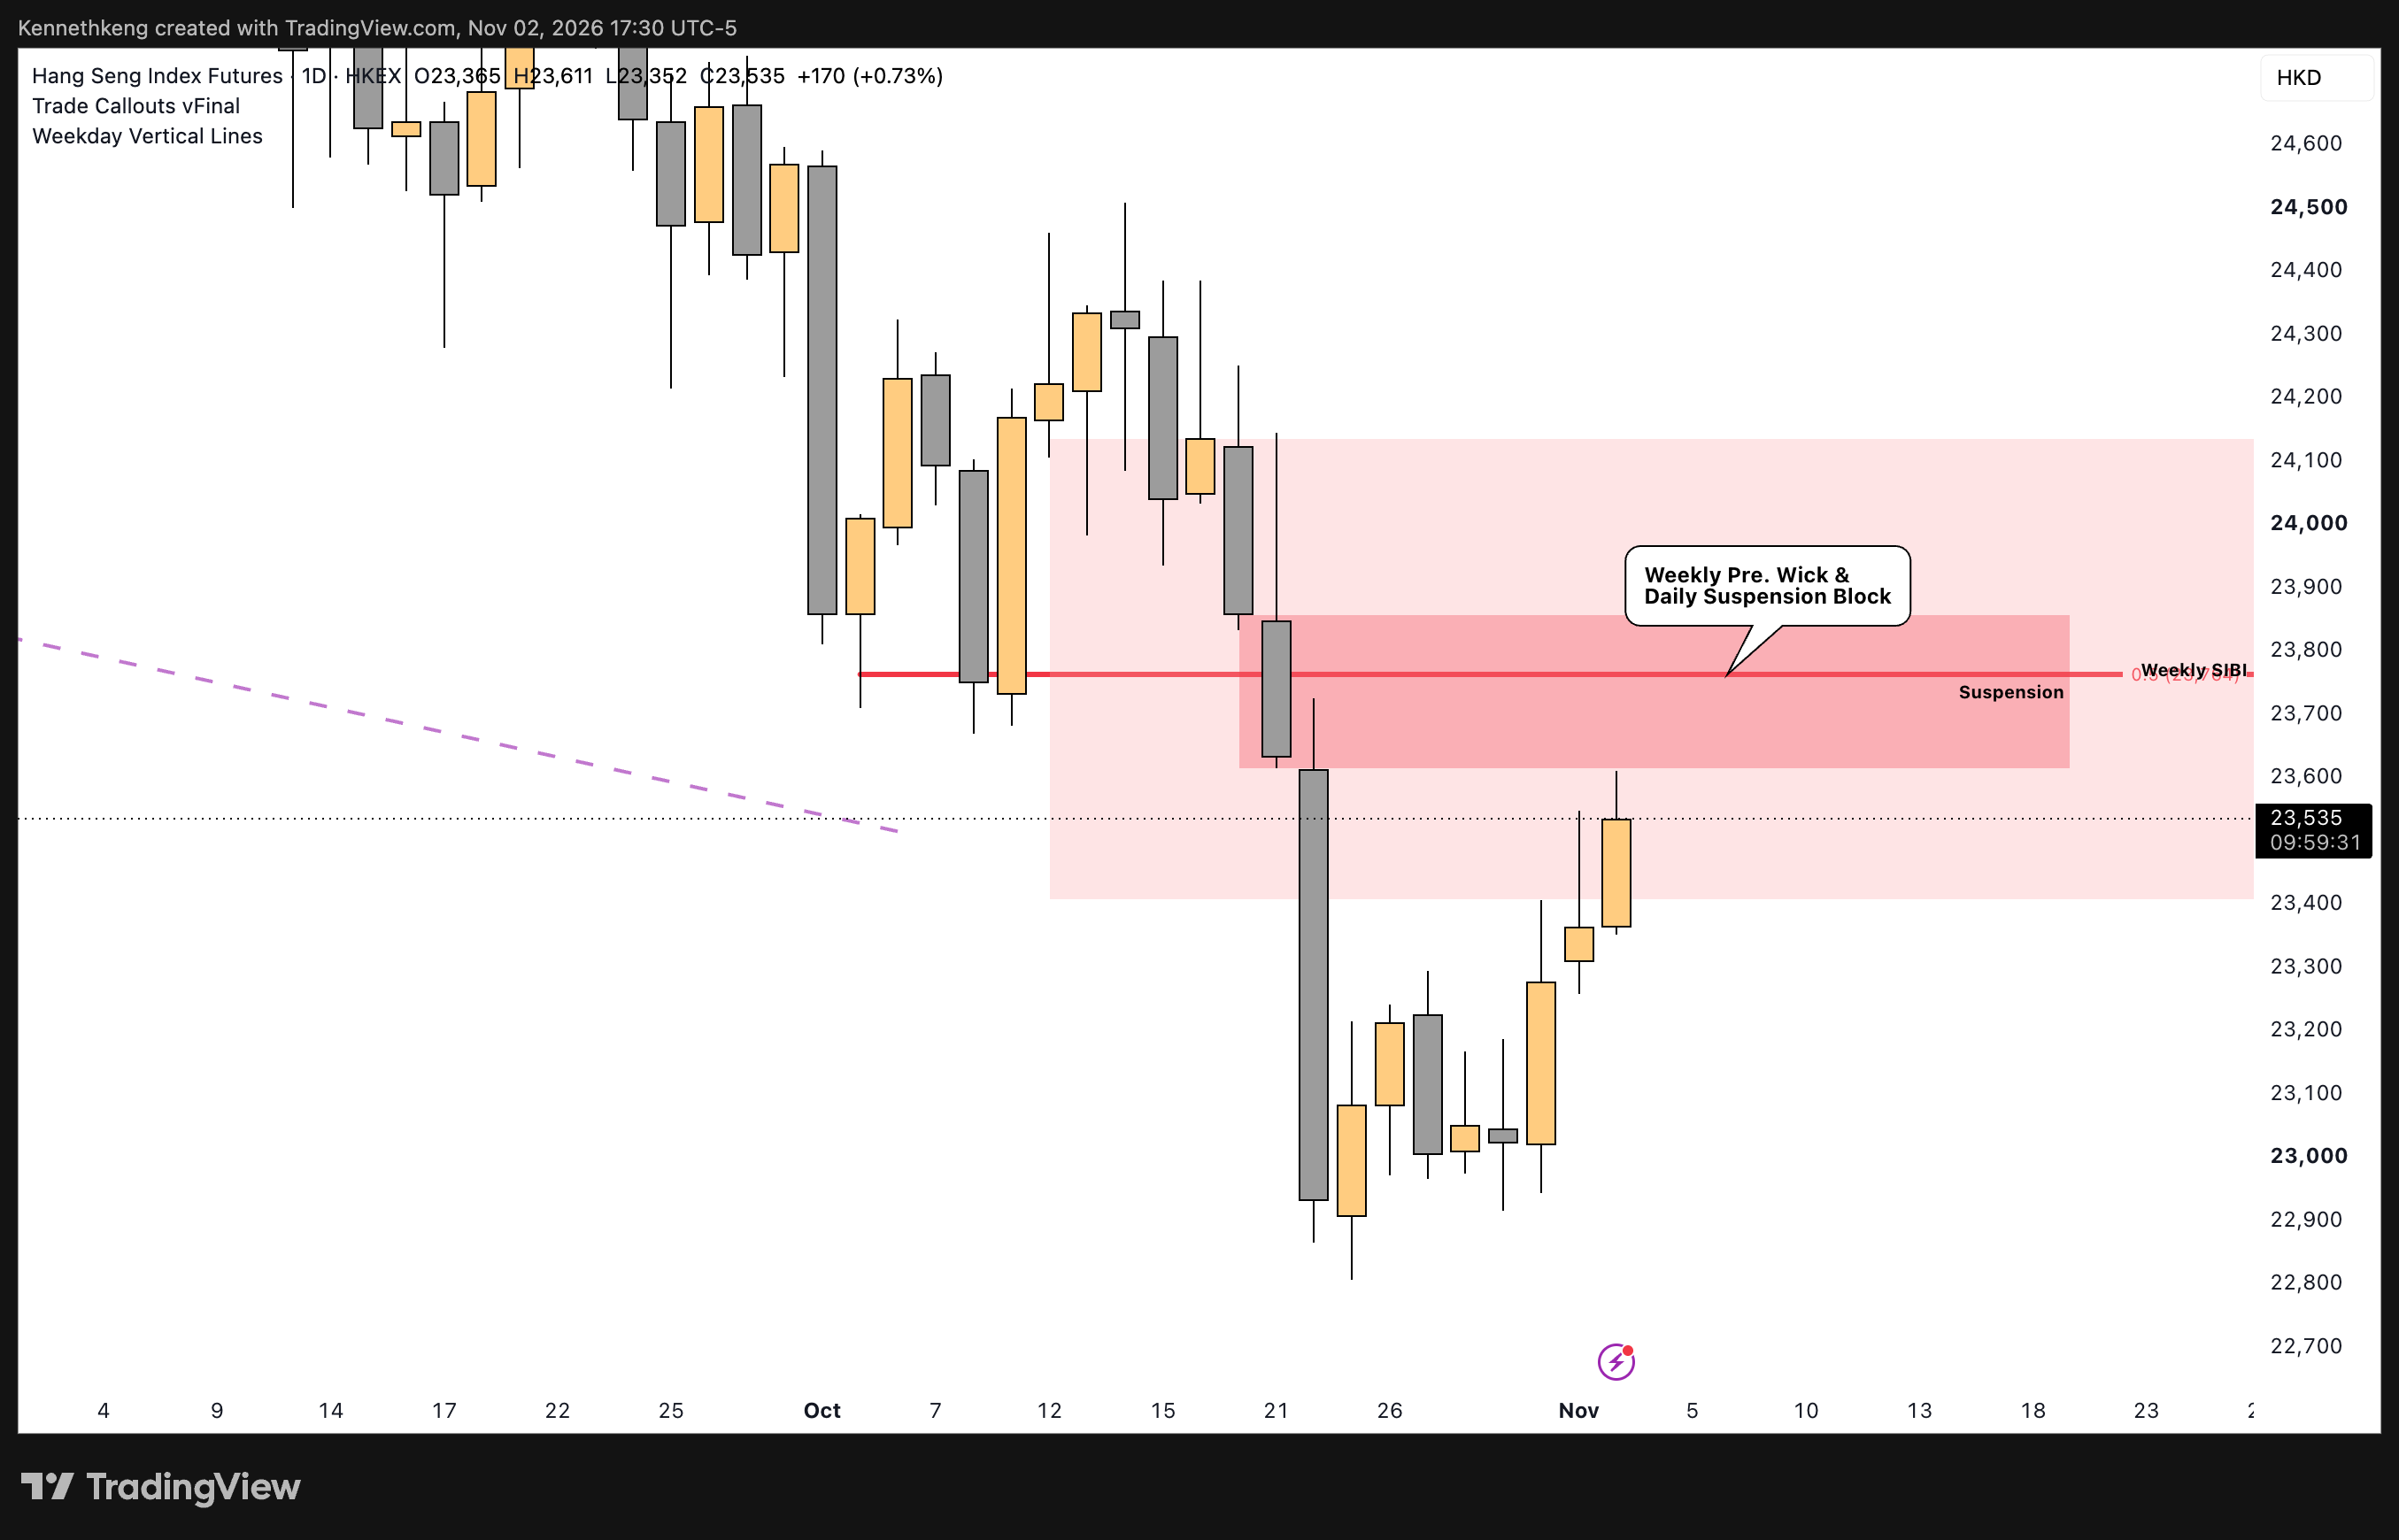 Kennethkeng created with TradingView.com, Nov 02, 2026 17:30 UTC-5
Hang Seng Index Futures · 1D · HKEX O23,365 H23,611 L23,352 C23,535 +170 (+0.73%)
HKD
Trade Callouts vFinal
Weekday Vertical Lines
24,600
24,500
24,400
24,300
24,200
24,100
24,000
23,900
23,800
23,700
23,600
23,535
09:59:31
23,400
23,300
23,200
23,100
23,000
22,900
22,800
22,700
Weekly Pre. Wick &
Daily Suspension Block
Weekly SIBI
0.5 (23,764)
Suspension
4 9 14 17 22 25 Oct 7 12 15 21 26 Nov 5 10 13 18 23
TradingView